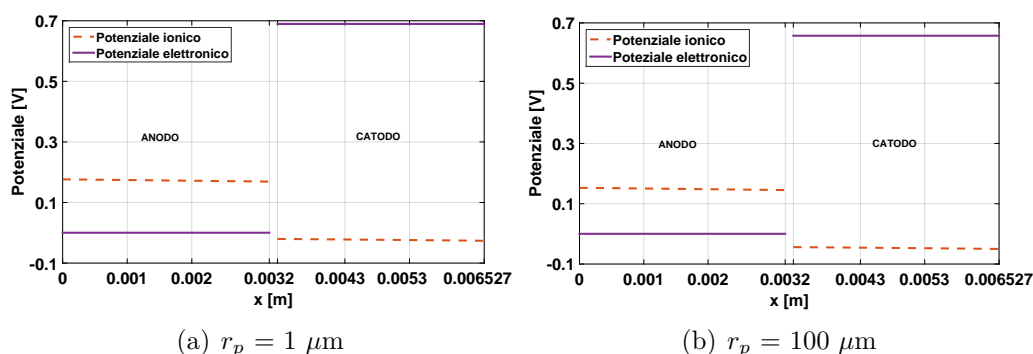 0.7
0.5
0.3
0.1
-0.1
Potenziale [V]
Potenziale ionico
Potenziale elettronico
ANODO
CATODO
0 0.001 0.002 0.0032 0.0043 0.0053 0.006527
x [m]
(a) r_p = 1 μm
0.7
0.5
0.3
0.1
-0.1
Potenziale [V]
Potenziale ionico
Poteziale elettronico
ANODO
CATODO
0 0.001 0.002 0.0032 0.0043 0.0053 0.006527
x [m]
(b) r_p = 100 μm